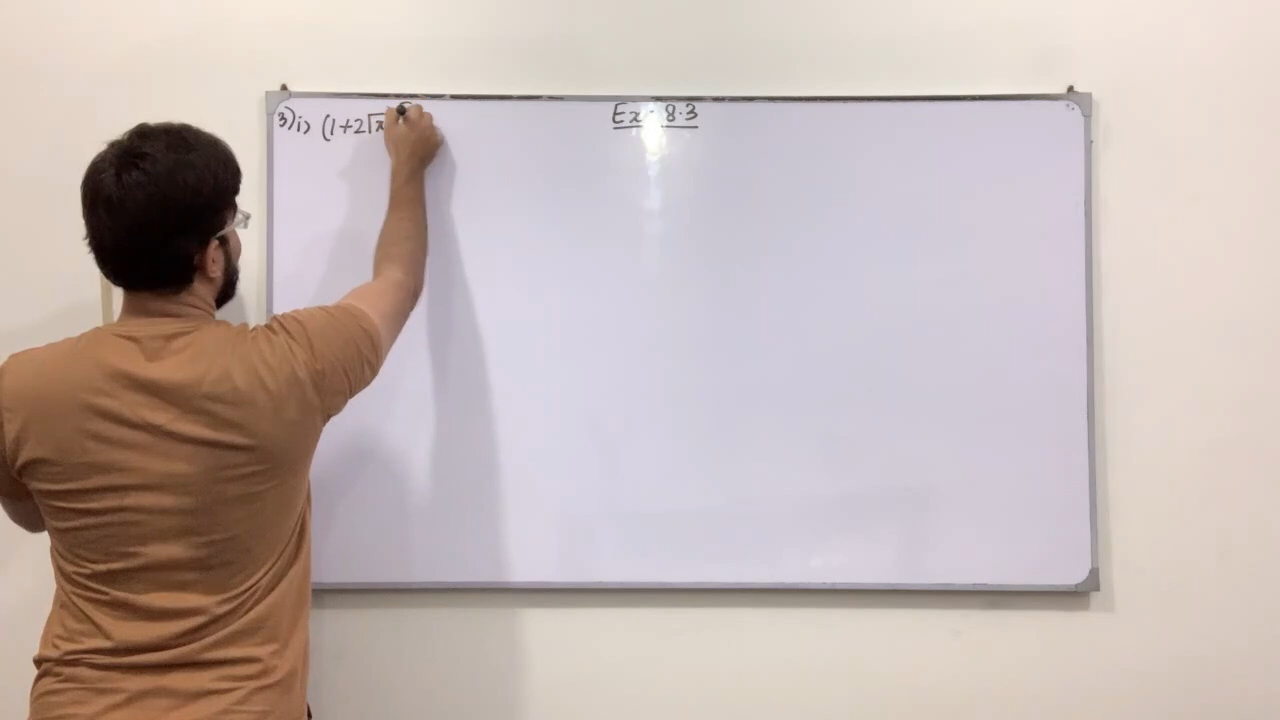 Ex: 8.3
3) i> (1+2√x